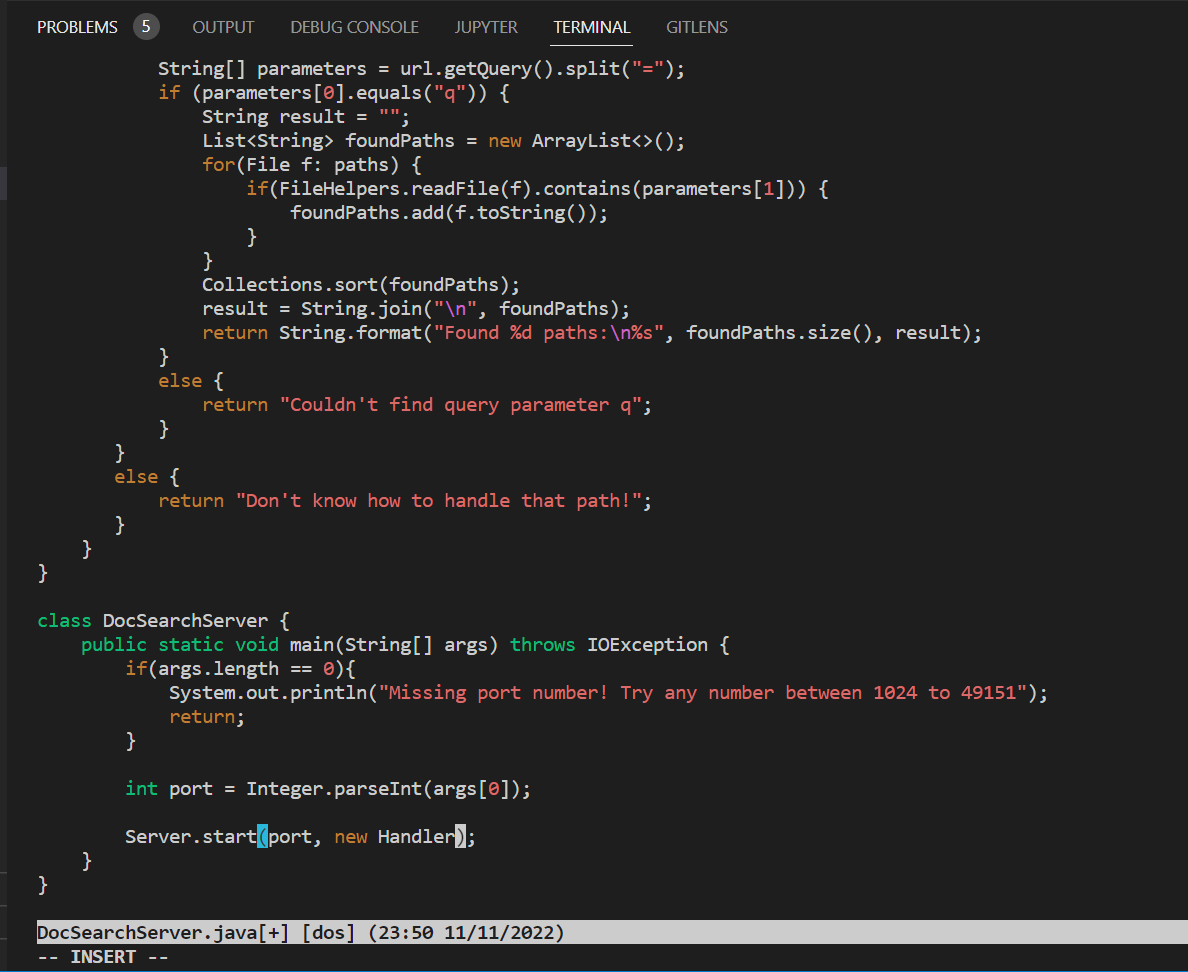 PROBLEMS 5 OUTPUT DEBUG CONSOLE JUPYTER TERMINAL GITLENS
            String[] parameters = url.getQuery().split("=");
            if (parameters[0].equals("q")) {
                String result = "";
                List<String> foundPaths = new ArrayList<>();
                for(File f: paths) {
                    if(FileHelpers.readFile(f).contains(parameters[1])) {
                        foundPaths.add(f.toString());
                    }
                }
                Collections.sort(foundPaths);
                result = String.join("\n", foundPaths);
                return String.format("Found %d paths:\n%s", foundPaths.size(), result);
            }
            else {
                return "Couldn't find query parameter q";
            }
        }
        else {
            return "Don't know how to handle that path!";
        }
    }
}
class DocSearchServer {
    public static void main(String[] args) throws IOException {
        if(args.length == 0){
            System.out.println("Missing port number! Try any number between 1024 to 49151");
            return;
        }
        int port = Integer.parseInt(args[0]);
        Server.start(port, new Handler);
    }
}
DocSearchServer.java[+] [dos] (23:50 11/11/2022)
-- INSERT --